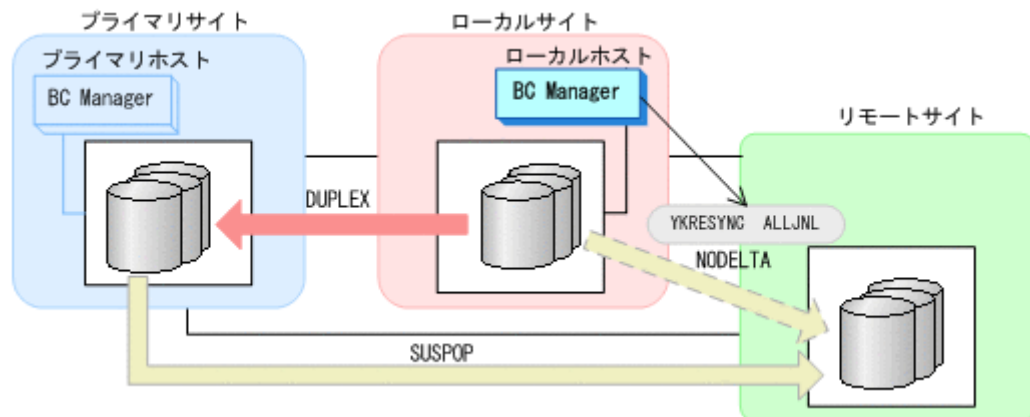 プライマリサイト
プライマリホスト
BC Manager
ローカルサイト
ローカルホスト
BC Manager
リモートサイト
DUPLEX
YKRESYNC ALLJNL
NODELTA
SUSPOP